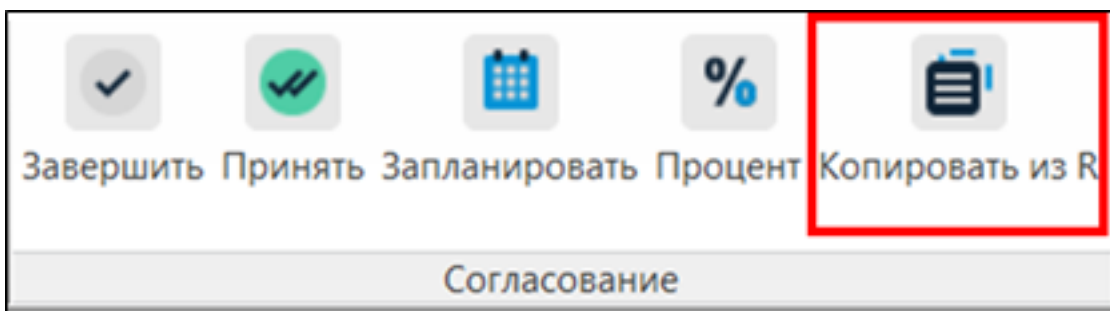 %
Завершить Принять Запланировать Процент Копировать из R
Согласование